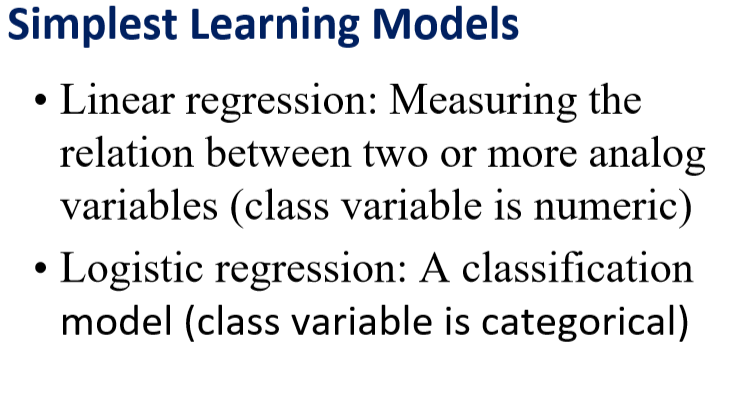 Simplest Learning Models
• Linear regression: Measuring the
relation between two or more analog
variables (class variable is numeric)
• Logistic regression: A classification
model (class variable is categorical)